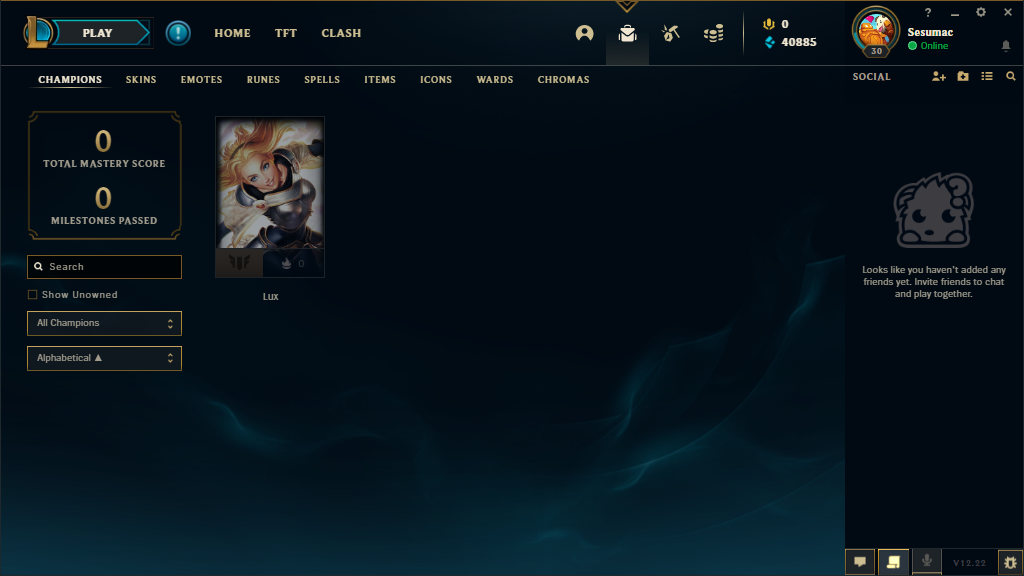 PLAY
HOME
TFT
CLASH
0
40885
30
Sesumac
Online
CHAMPIONS
SKINS
EMOTES
RUNES
SPELLS
ITEMS
ICONS
WARDS
CHROMAS
SOCIAL
0
TOTAL MASTERY SCORE
0
MILESTONES PASSED
Search
Show Unowned
All Champions
Alphabetical ▲
0
Lux
Looks like you haven't added any
friends yet. Invite friends to chat
and play together.
V12.22